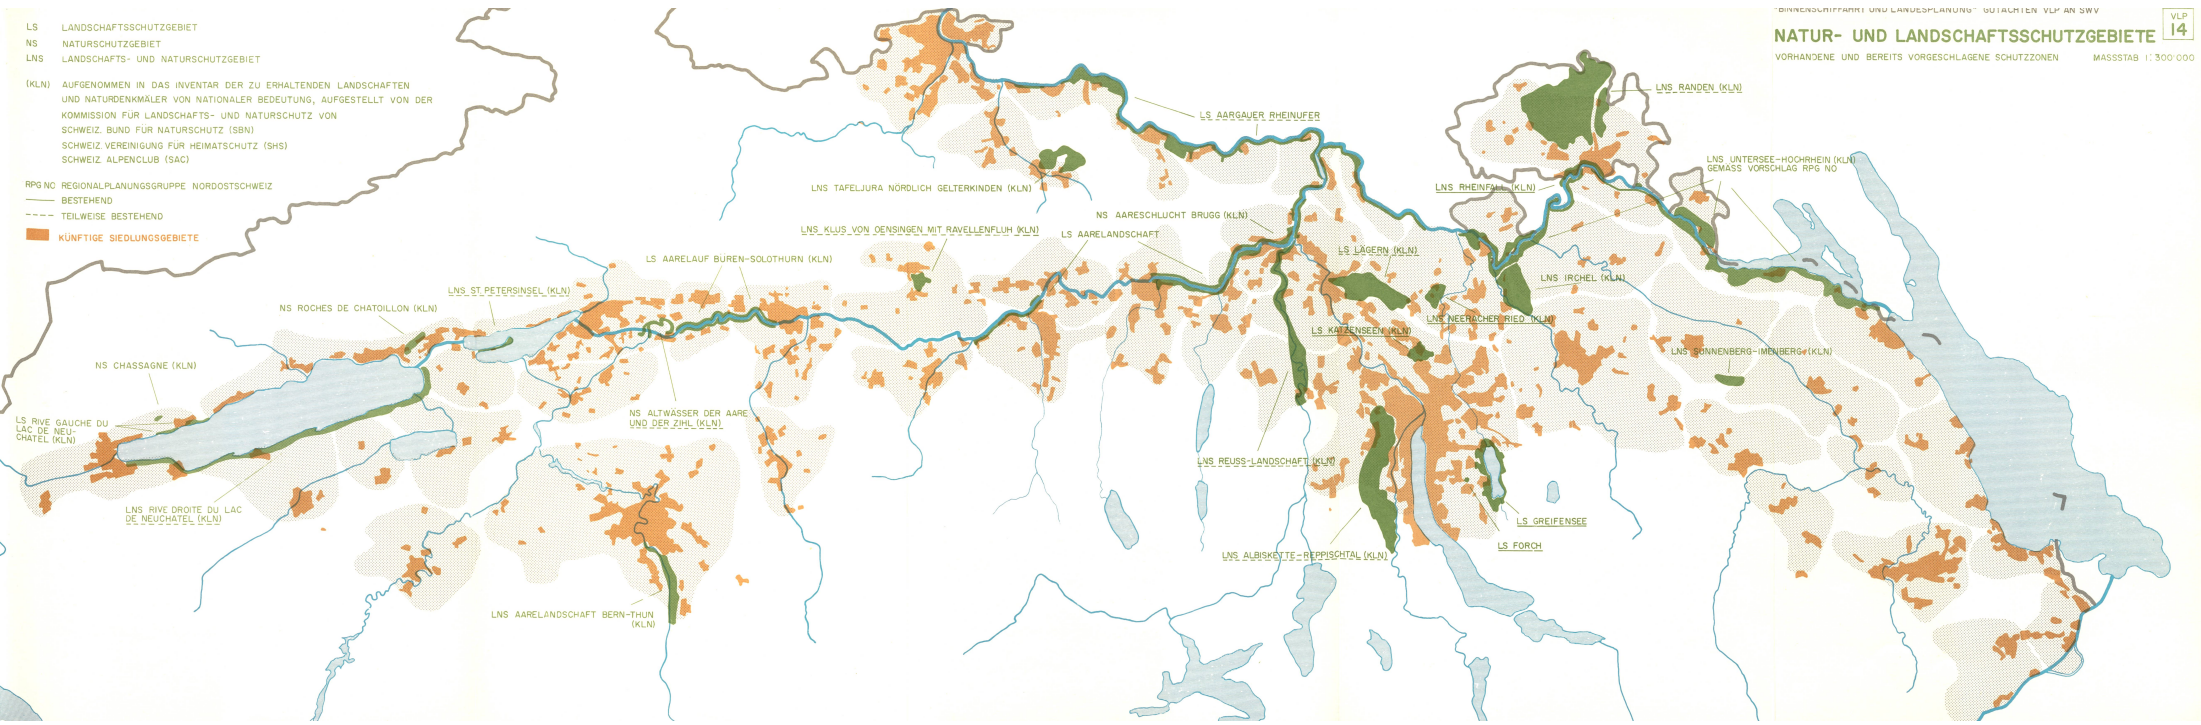 LS LANDSCHAFTSSCHUTZGEBIET
NS NATURSCHUTZGEBIET
LNS LANDSCHAFTS- UND NATURSCHUTZGEBIET
(KLN) AUFGENOMMEN IN DAS INVENTAR DER ZU ERHALTENDEN LANDSCHAFTEN
UND NATURDENKMÄLER VON NATIONALER BEDEUTUNG, AUFGESTELLT VON DER
KOMMISSION FÜR LANDSCHAFTS- UND NATURSCHUTZ VON
SCHWEIZ. BUND FÜR NATURSCHUTZ (SBN)
SCHWEIZ. VEREINIGUNG FÜR HEIMATSCHUTZ (SHS)
SCHWEIZ. ALPENCLUB (SAC)
RPG NO REGIONALPLANUNGSGRUPPE NORDOSTSCHWEIZ
BESTEHEND
TEILWEISE BESTEHEND
KÜNFTIGE SIEDLUNGSGEBIETE
"BINNENSCHIFFAHRT UND LANDESPLANUNG" GUTACHTEN VLP AN SWV
VLP
14
NATUR- UND LANDSCHAFTSSCHUTZGEBIETE
VORHANDENE UND BEREITS VORGESCHLAGENE SCHUTZZONEN MASSSTAB 1:300'000
LNS RANDEN (KLN)
LS AARGAUER RHEINUFER
LNS UNTERSEE-HOCHRHEIN (KLN)
GEMÄSS VORSCHLAG RPG NO
LNS TAFELJURA NÖRDLICH GELTERKINDEN (KLN)
LNS RHEINFALL (KLN)
NS AARESCHLUCHT BRUGG (KLN)
LNS KLUS VON OENSINGEN MIT RAVELLENFLUH (KLN)
LS AARELANDSCHAFT
LS LÄGERN (KLN)
LS AARELAUF BÜREN-SOLOTHURN (KLN)
LNS IRCHEL (KLN)
LNS ST. PETERSINSEL (KLN)
NS ROCHES DE CHATOILLON (KLN)
LNS NEERACHER RIED (KLN)
LS KATZENSEEN (KLN)
LNS SONNENBERG-IMENBERG (KLN)
NS CHASSAGNE (KLN)
NS ALTWÄSSER DER AARE
UND DER ZIHL (KLN)
LS RIVE GAUCHE DU
LAC DE NEU-
CHATEL (KLN)
LNS REUSS-LANDSCHAFT (KLN)
LNS RIVE DROITE DU LAC
DE NEUCHATEL (KLN)
LS GREIFENSEE
LS FORCH
LNS ALBISKETTE-REPPISCHTAL (KLN)
LNS AARELANDSCHAFT BERN-THUN
(KLN)